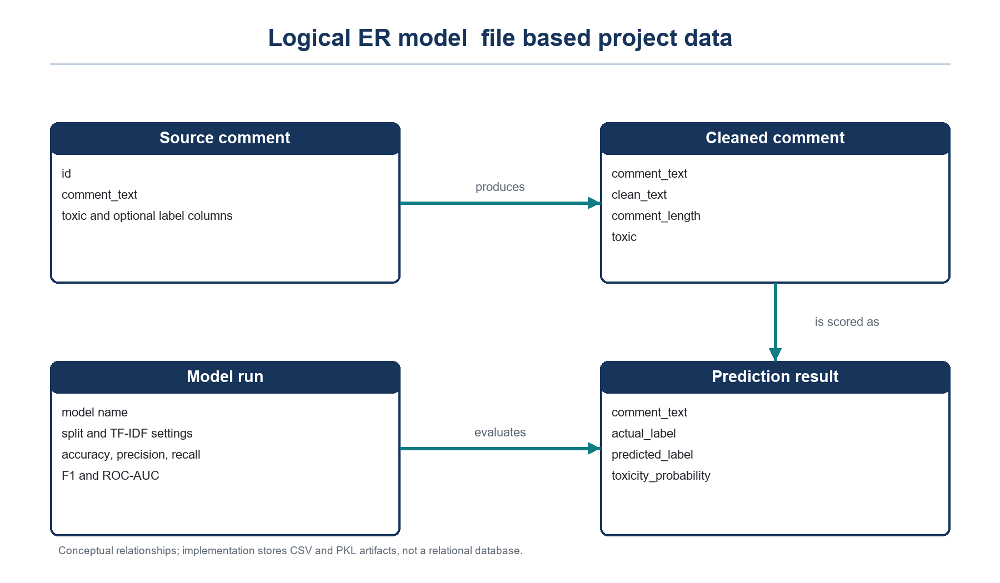 Logical ER model  file based project data
Source comment
id
comment_text
toxic and optional label columns
produces
Cleaned comment
comment_text
clean_text
comment_length
toxic
is scored as
Model run
model name
split and TF-IDF settings
accuracy, precision, recall
F1 and ROC-AUC
evaluates
Prediction result
comment_text
actual_label
predicted_label
toxicity_probability
Conceptual relationships; implementation stores CSV and PKL artifacts, not a relational database.